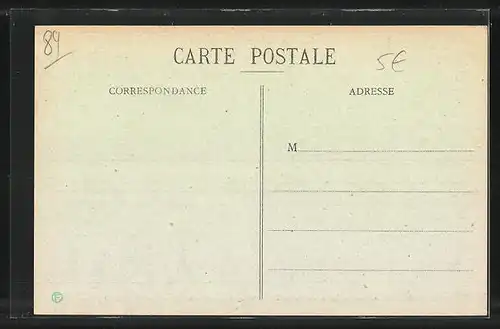 89
CARTE POSTALE
5€
CORRESPONDANCE
ADRESSE
M